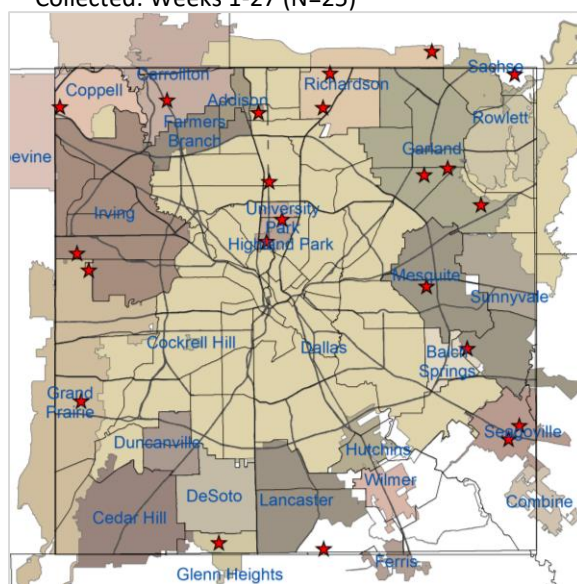 Collected: Weeks 1-27 (N=25)
Sachse
Carrollton
Richardson
Coppell
Addison
Rowlett
Farmers
Branch
Garland
evine
Irving
University
Park
Highland Park
Mesquite
Sunnyvale
Cockrell Hill
Dallas
Balch
Springs
Grand
Prairie
Seagoville
Duncanville
Hutchins
Wilmer
DeSoto
Lancaster
Combine
Cedar Hill
Ferris
Glenn Heights